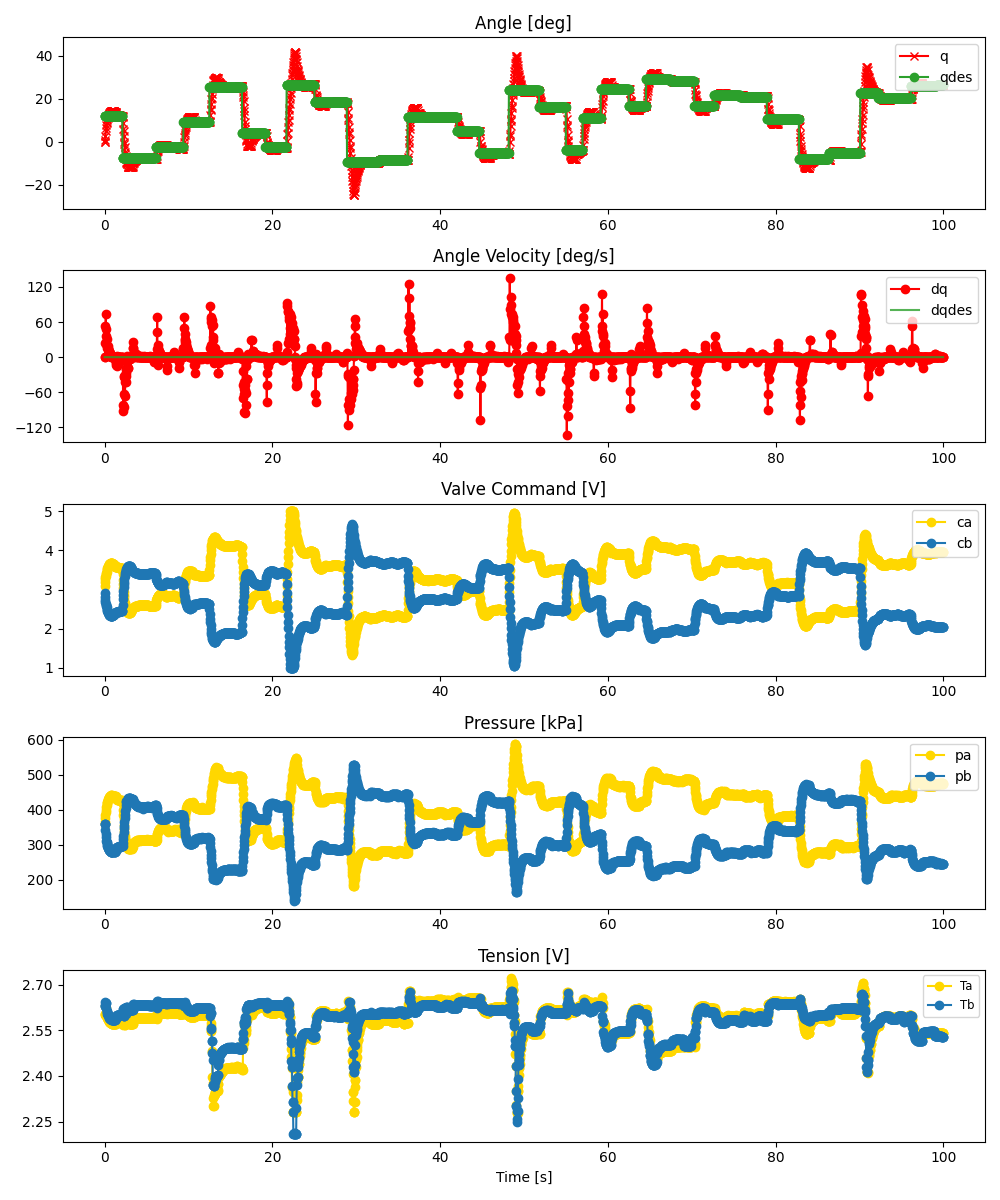 Angle [deg]
40
20
0
−20
q
qdes
0 20 40 60 80 100
Angle Velocity [deg/s]
120
60
0
−60
−120
dq
dqdes
0 20 40 60 80 100
Valve Command [V]
5
4
3
2
1
ca
cb
0 20 40 60 80 100
Pressure [kPa]
600
500
400
300
200
pa
pb
0 20 40 60 80 100
Tension [V]
2.70
2.55
2.40
2.25
Ta
Tb
0 20 40 60 80 100
Time [s]